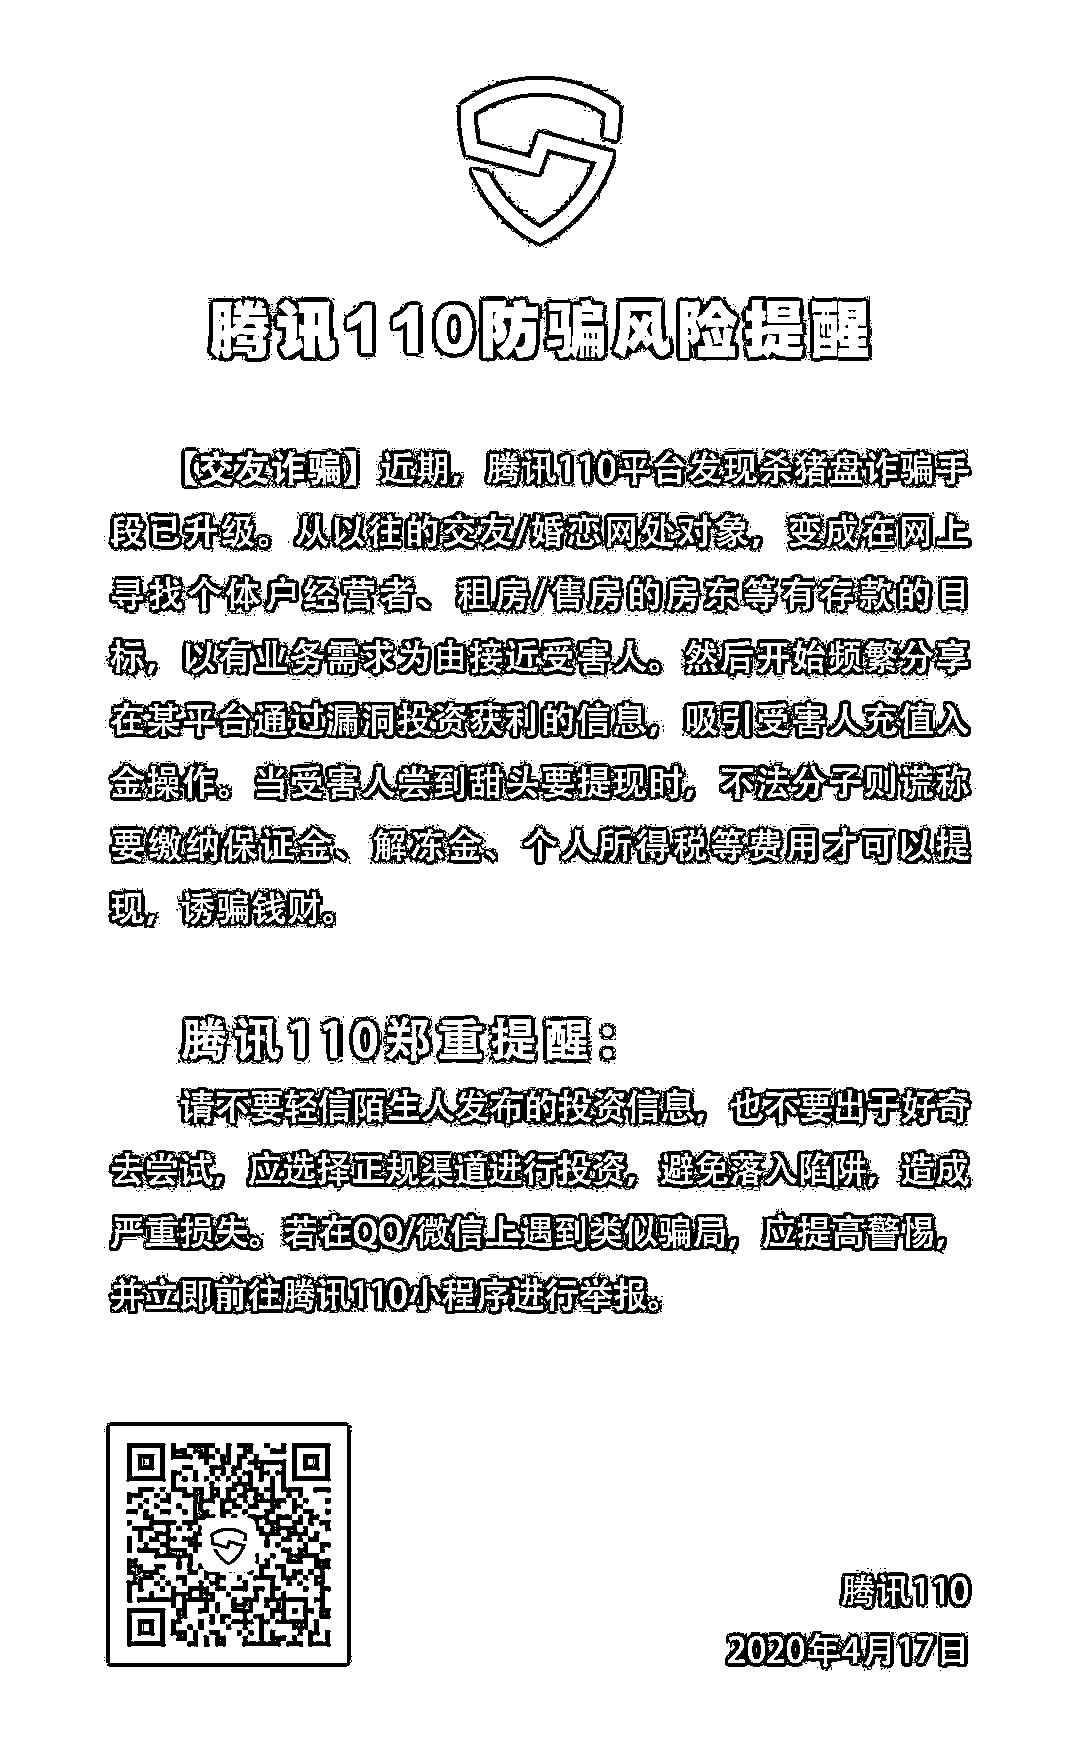 腾讯110防骗风险提醒
【交友诈骗】近期，腾讯110平台发现杀猪盘诈骗手
段已升级。从以往的交友/婚恋网处对象，变成在网上
寻找个体户经营者、租房/售房的房东等有存款的目
标，以有业务需求为由接近受害人。然后开始频繁分享
在某平台通过漏洞投资获利的信息，吸引受害人充值入
金操作。当受害人尝到甜头要提现时，不法分子则谎称
要缴纳保证金、解冻金、个人所得税等费用才可以提
现，诱骗钱财。
腾讯110郑重提醒：
请不要轻信陌生人发布的投资信息，也不要出于好奇
去尝试，应选择正规渠道进行投资，避免落入陷阱，造成
严重损失。若在QQ/微信上遇到类似骗局，应提高警惕，
并立即前往腾讯110小程序进行举报。
腾讯110
2020年4月17日